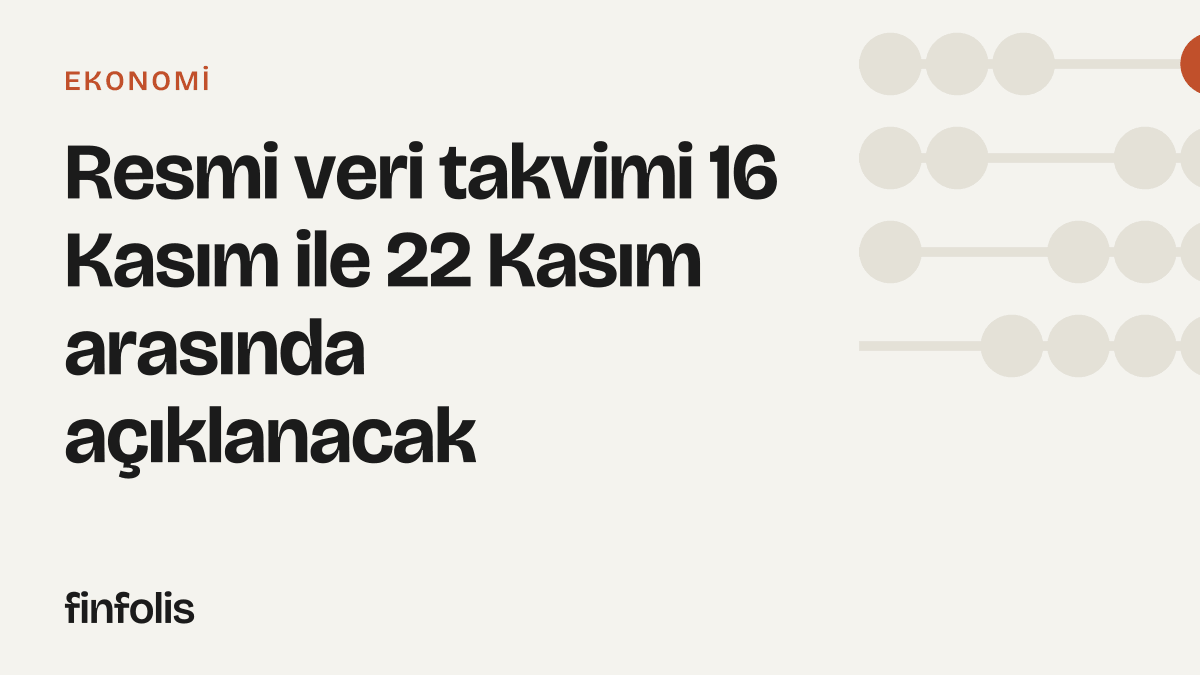 EKONOMİ
Resmi veri takvimi 16
Kasım ile 22 Kasım
arasında
açıklanacak
finfolis